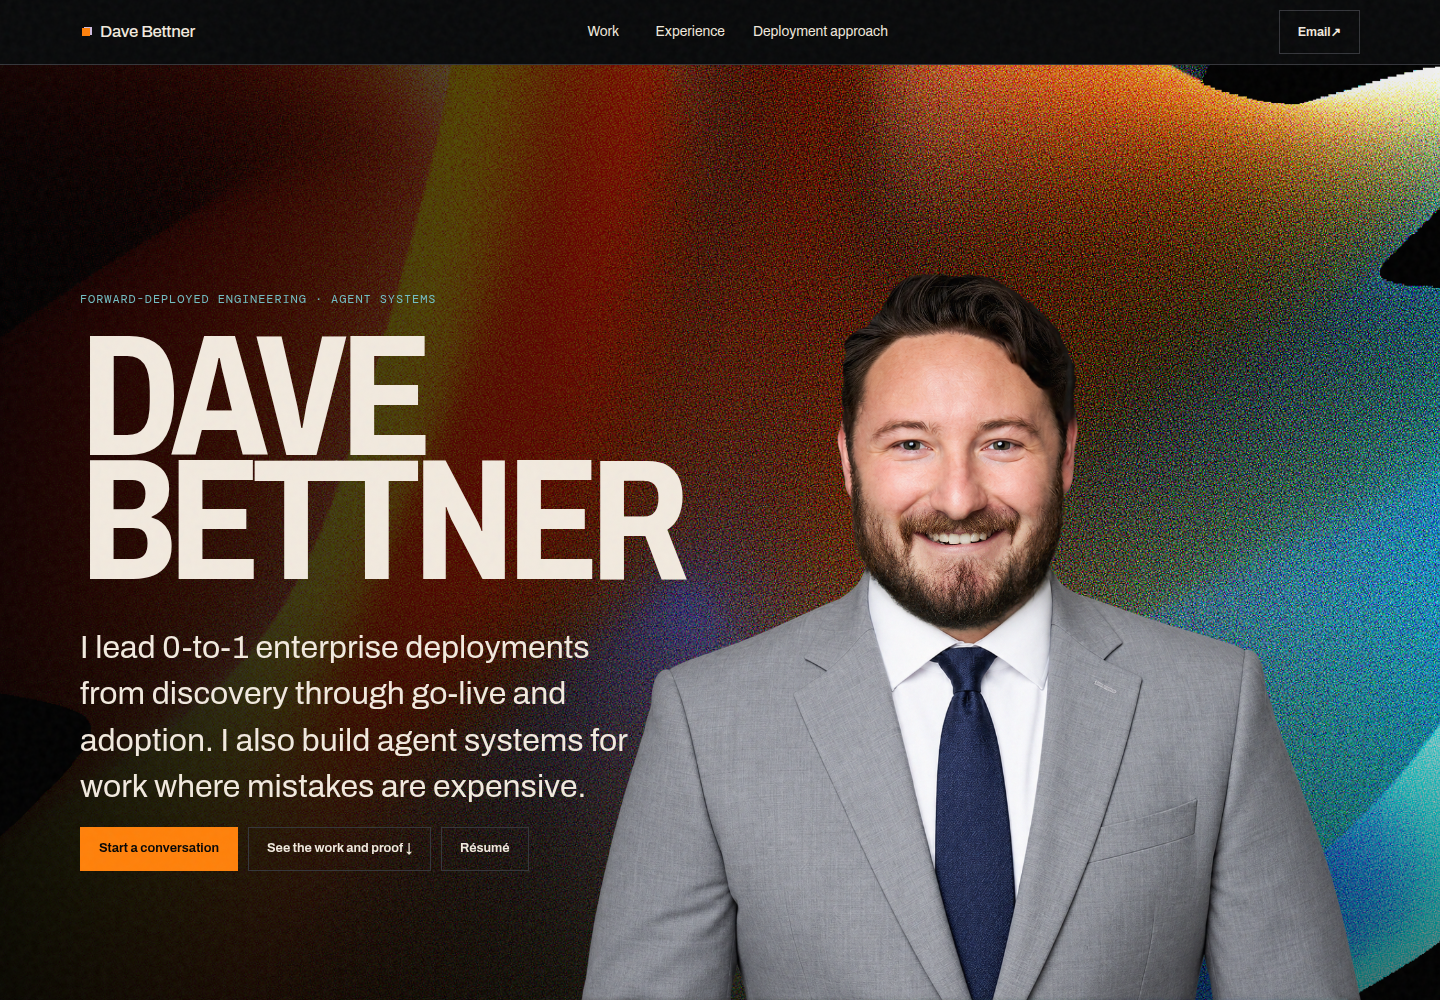 Dave Bettner
Work
Experience
Deployment approach
Email↗
FORWARD-DEPLOYED ENGINEERING · AGENT SYSTEMS
DAVE
BETTNER
I lead 0-to-1 enterprise deployments
from discovery through go-live and
adoption. I also build agent systems for
work where mistakes are expensive.
Start a conversation
See the work and proof ↓
Résumé